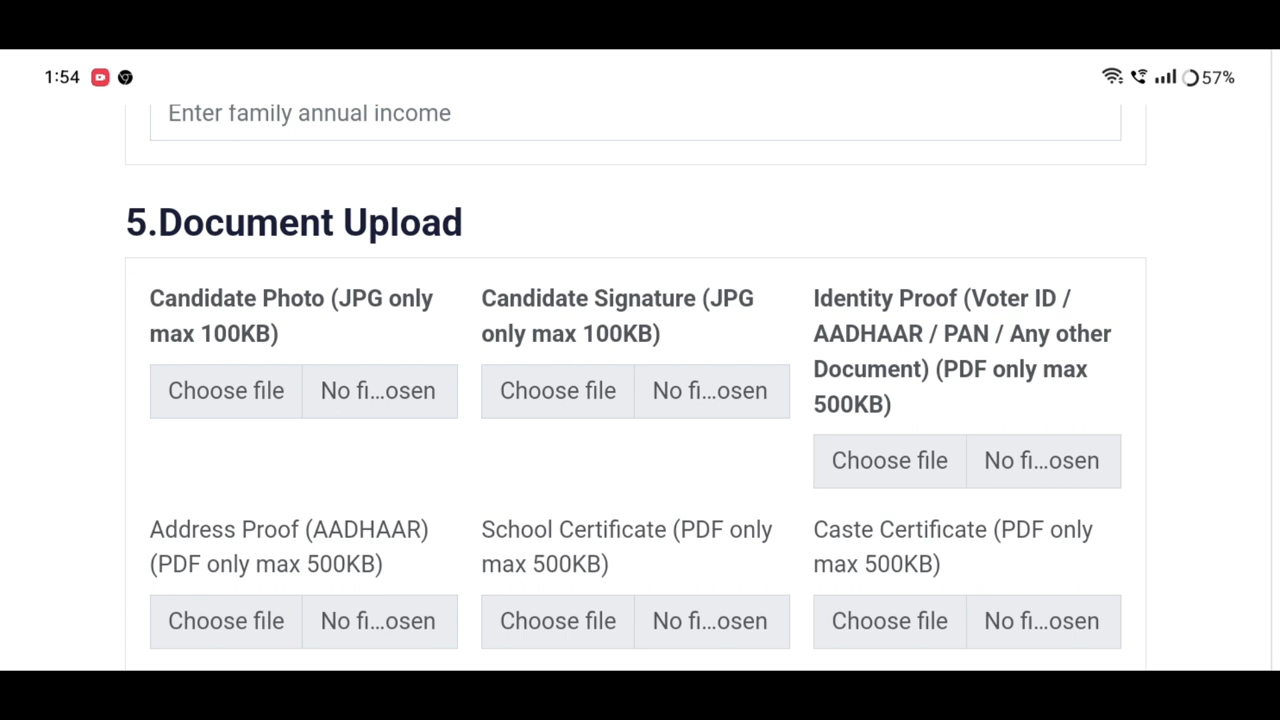 1:54
57%
Enter family annual income
5.Document Upload
Candidate Photo (JPG only
max 100KB)
Choose file No fi...osen
Candidate Signature (JPG
only max 100KB)
Choose file No fi...osen
Identity Proof (Voter ID /
AADHAAR / PAN / Any other
Document) (PDF only max
500KB)
Choose file No fi...osen
Address Proof (AADHAAR)
(PDF only max 500KB)
Choose file No fi...osen
School Certificate (PDF only
max 500KB)
Choose file No fi...osen
Caste Certificate (PDF only
max 500KB)
Choose file No fi...osen